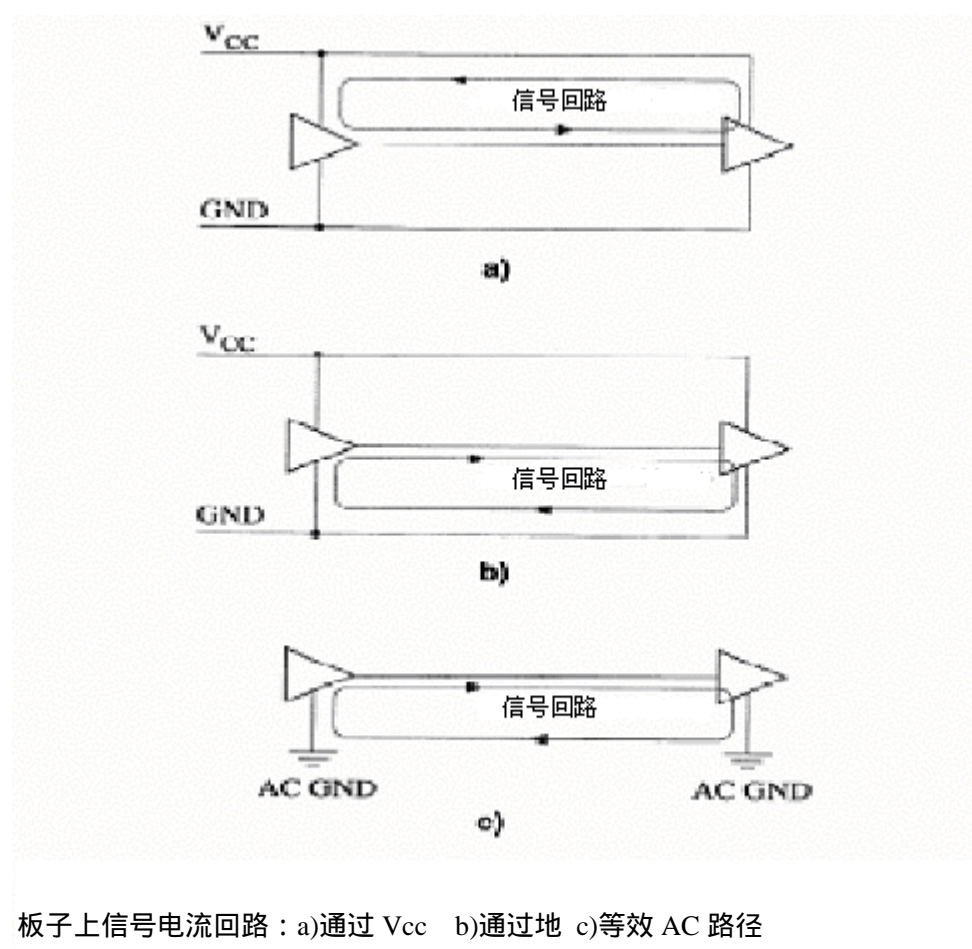 VCC
信号回路
GND
a)
VCC
信号回路
GND
b)
信号回路
AC GND AC GND
c)
板子上信号电流回路：a)通过 Vcc b)通过地 c)等效 AC 路径